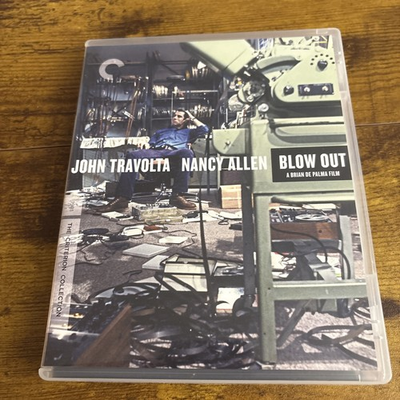 JOHN TRAVOLTA NANCY ALLEN BLOW OUT
A BRIAN DE PALMA FILM
THE CRITERION COLLECTION